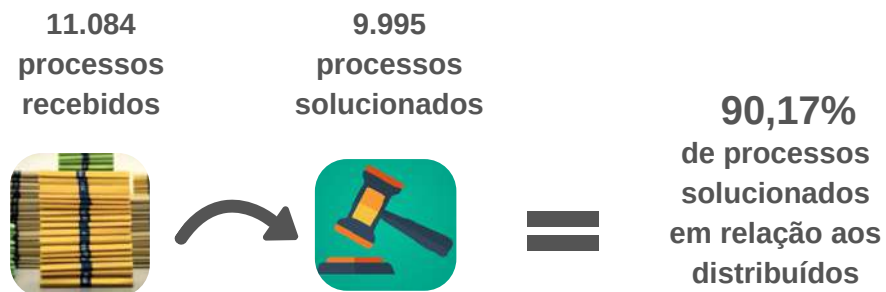 11.084
processos
recebidos
9.995
processos
solucionados
90,17%
de processos
solucionados
em relação aos
distribuídos